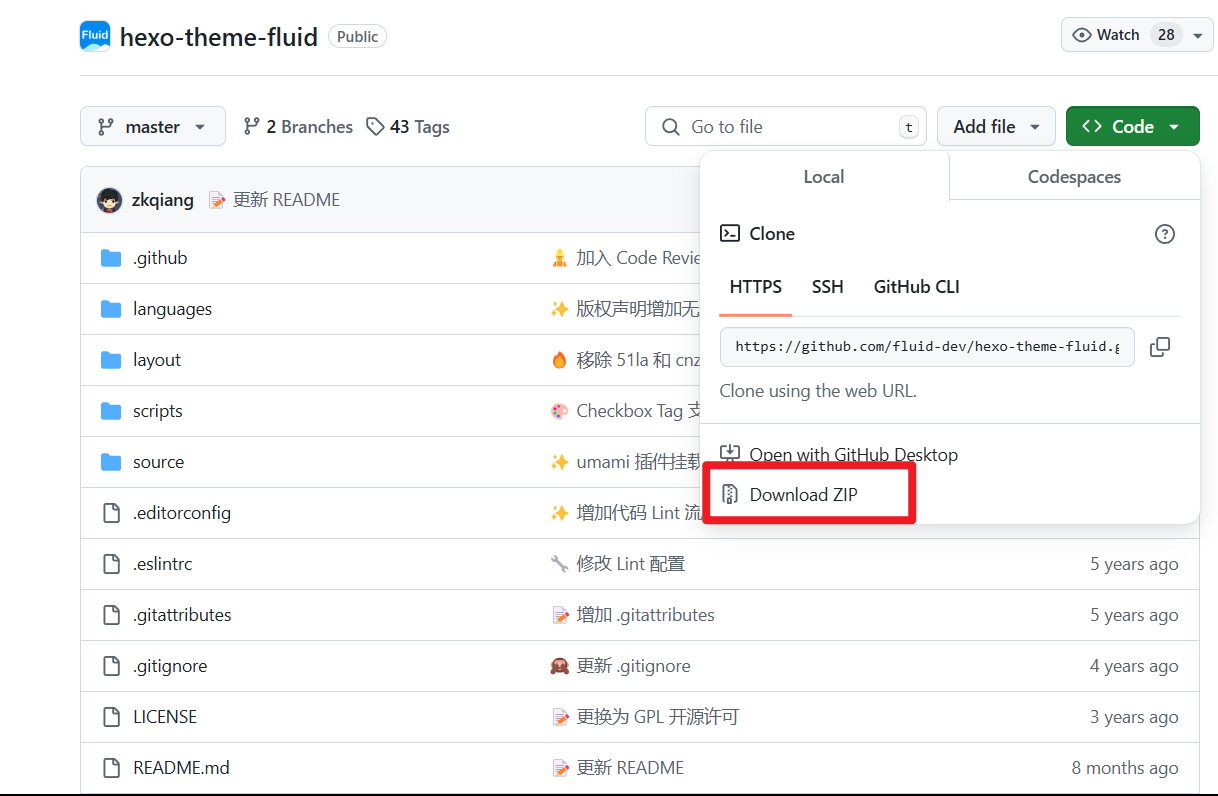 Fluid hexo-theme-fluid Public Watch 28
master 2 Branches 43 Tags Go to file t Add file Code
Local Codespaces
zkqiang 更新 README
Clone
.github 加入 Code Revie
HTTPS SSH GitHub CLI
languages 版权声明增加无
https://github.com/fluid-dev/hexo-theme-fluid.g
layout 移除 51la 和 cnz
Clone using the web URL.
scripts Checkbox Tag 支
Open with GitHub Desktop
source umami 插件挂载
Download ZIP
.editorconfig 增加代码 Lint 流
.eslintrc 修改 Lint 配置 5 years ago
.gitattributes 增加 .gitattributes 5 years ago
.gitignore 更新 .gitignore 4 years ago
LICENSE 更换为 GPL 开源许可 3 years ago
README.md 更新 README 8 months ago